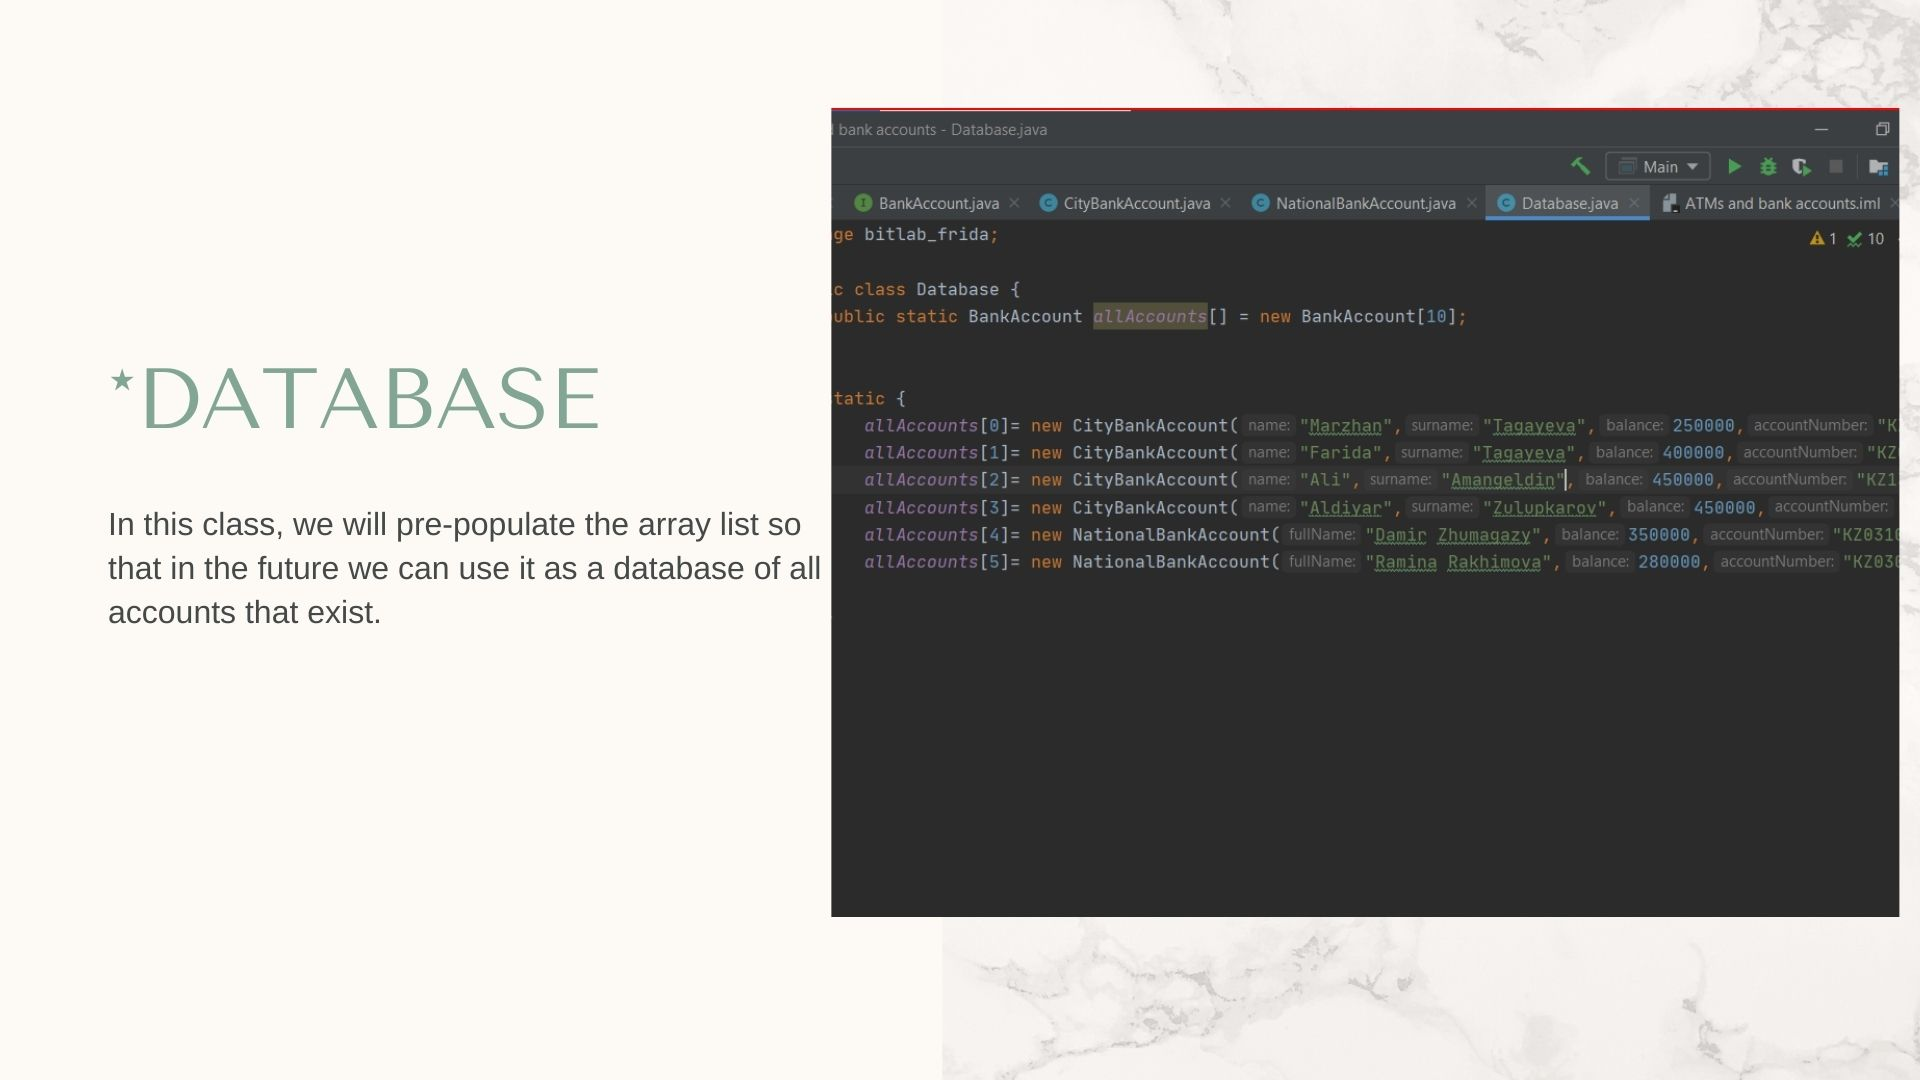 *DATABASE
In this class, we will pre-populate the array list so
that in the future we can use it as a database of all
accounts that exist.
bank accounts - Database.java
Main
BankAccount.java CityBankAccount.java NationalBankAccount.java Database.java ATMs and bank accounts.iml
ge bitlab_frida;
1 10
c class Database {
ublic static BankAccount allAccounts[] = new BankAccount[10];
tatic {
allAccounts[0]= new CityBankAccount( name: "Marzhan", surname: "Tagayeva", balance: 250000, accountNumber: "K
allAccounts[1]= new CityBankAccount( name: "Farida", surname: "Tagayeva", balance: 400000, accountNumber: "KZ
allAccounts[2]= new CityBankAccount( name: "Ali", surname: "Amangeldin", balance: 450000, accountNumber: "KZ1
allAccounts[3]= new CityBankAccount( name: "Aldiyar", surname: "Zulupkarov", balance: 450000, accountNumber:
allAccounts[4]= new NationalBankAccount( fullName: "Damir Zhumagazy", balance: 350000, accountNumber: "KZ0310
allAccounts[5]= new NationalBankAccount( fullName: "Ramina Rakhimova", balance: 280000, accountNumber: "KZ030